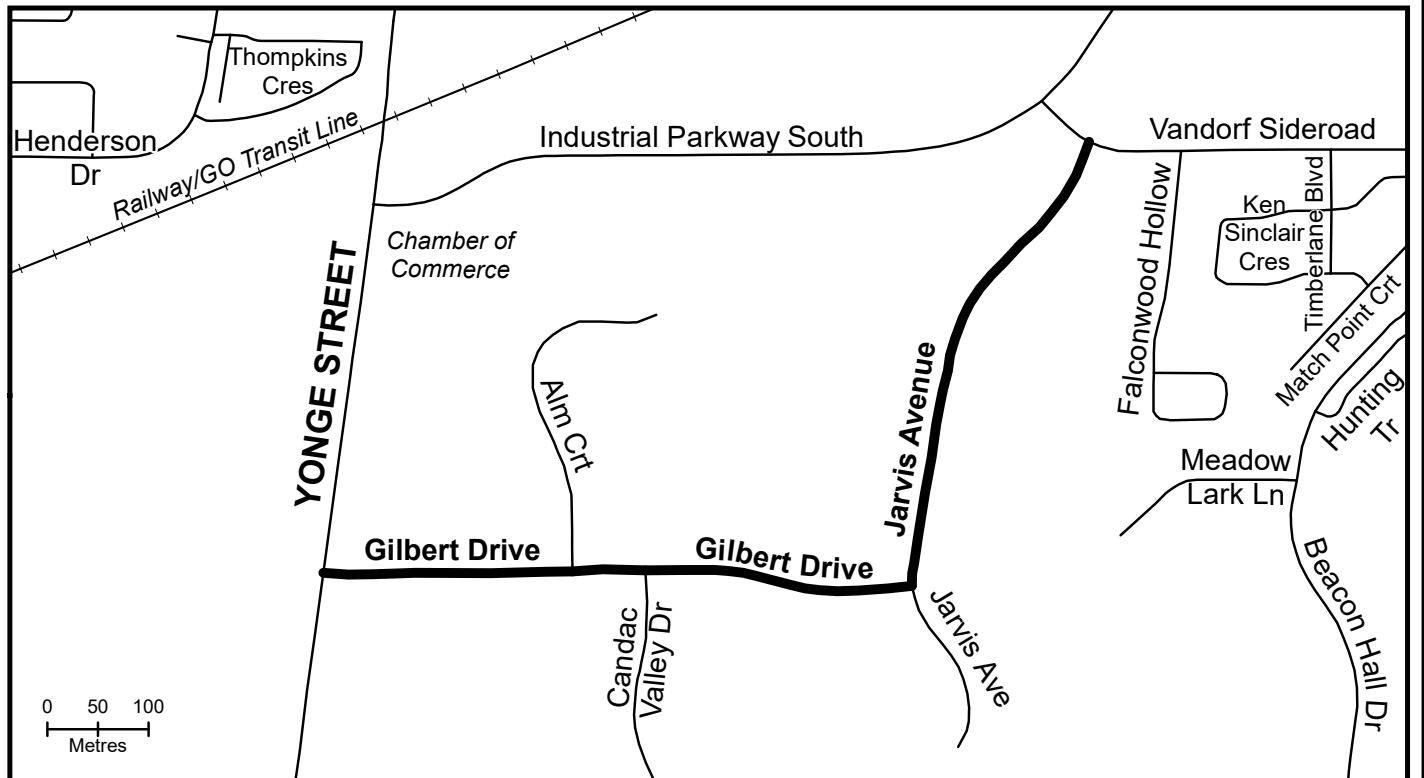 Thompkins
Cres
Henderson
Dr
Railway/GO Transit Line
Industrial Parkway South
Vandorf Sideroad
Chamber of
Commerce
YONGE STREET
Falconwood Hollow
Ken
Sinclair
Cres
Timberlane Blvd
Match Point Crt
Hunting
Tr
Alm Crt
Jarvis Avenue
Meadow
Lark Ln
Gilbert Drive
Gilbert Drive
Candac
Valley Dr
Jarvis Ave
Beacon Hall Dr
0 50 100
Metres